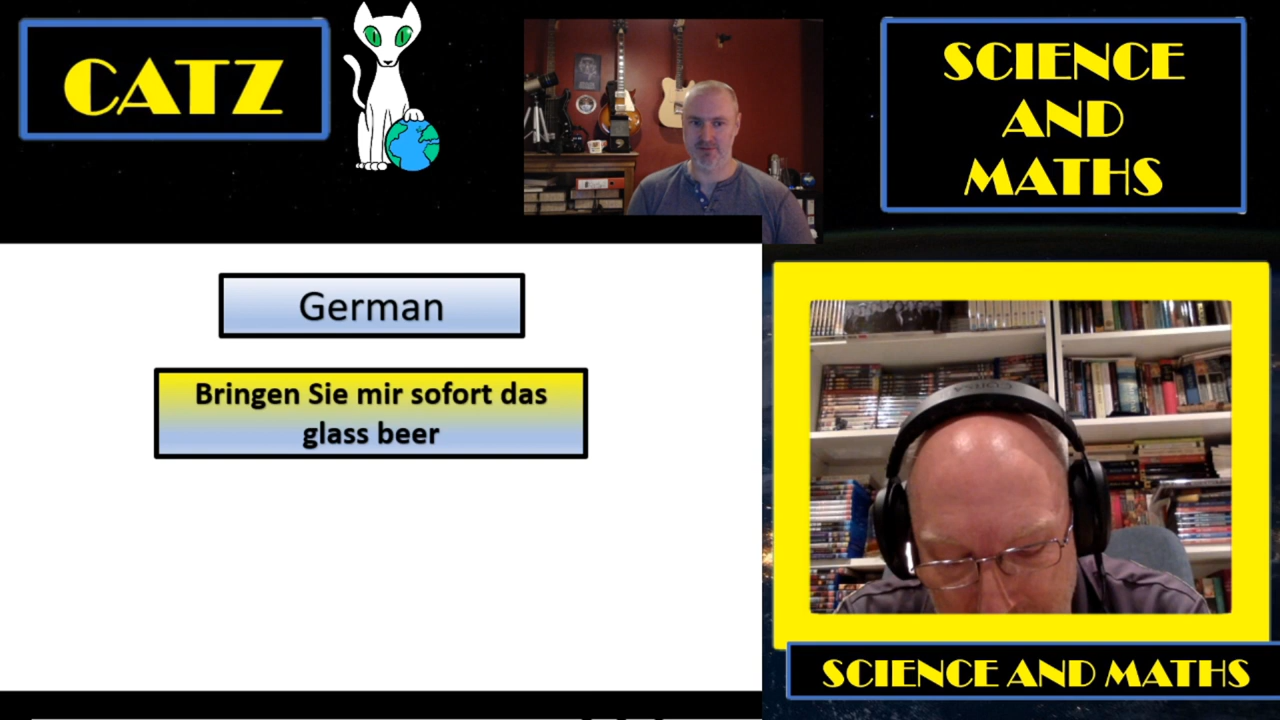 CATZ
SCIENCE
AND
MATHS
German
Bringen Sie mir sofort das
glass beer
SCIENCE AND MATHS